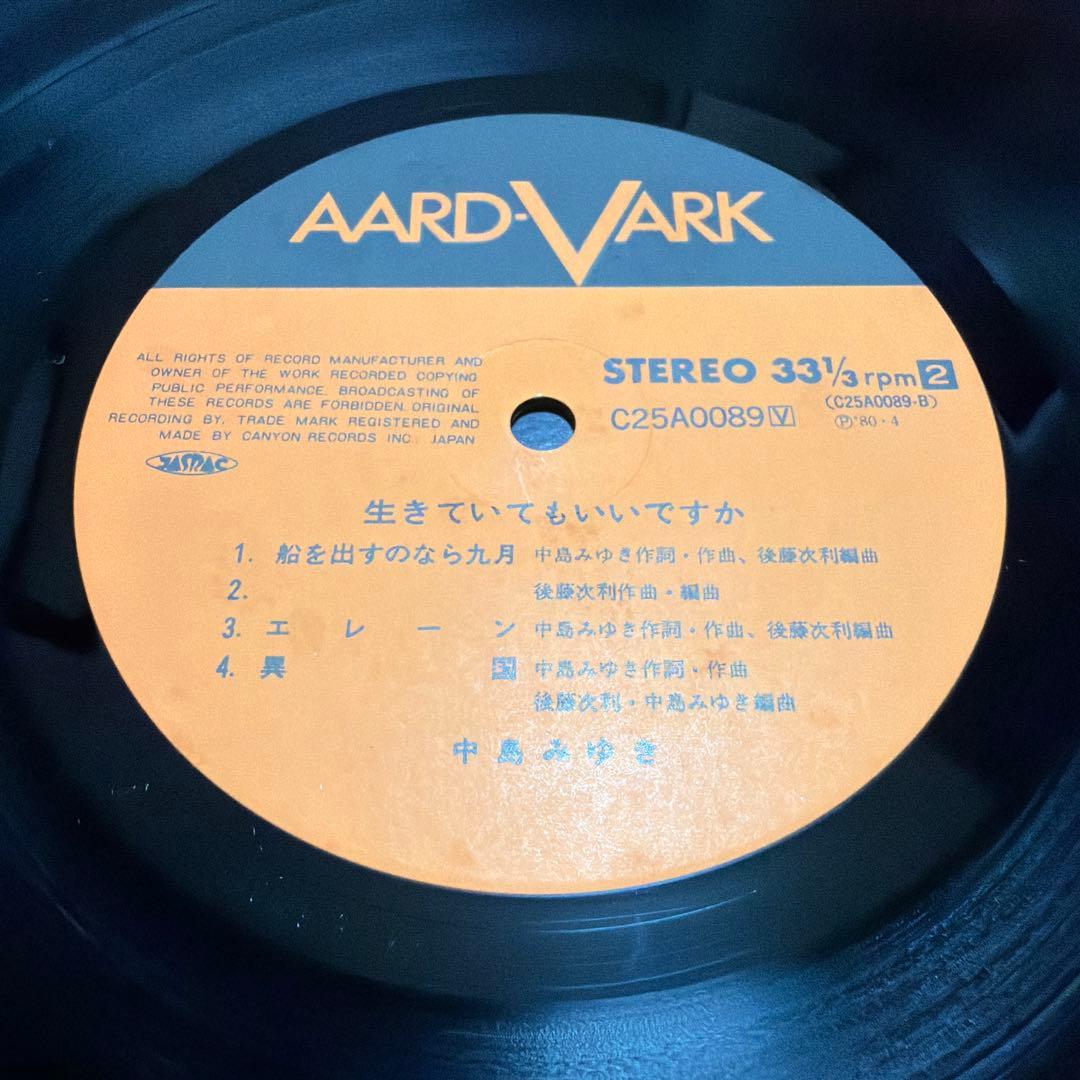 AARD-VARK
ALL RIGHTS OF RECORD MANUFACTURER AND
OWNER OF THE WORK RECORDED COPYING
PUBLIC PERFORMANCE, BROADCASTING OF
THESE RECORDS ARE FORBIDDEN. ORIGINAL
RECORDING BY, TRADE MARK REGISTERED AND
MADE BY CANYON RECORDS INC., JAPAN
JASRAC
STEREO 33 1/3 rpm 2
(C25A0089-B)
C25A0089 V
Ⓟ'80・4
生きていてもいいですか
1. 船を出すのなら九月 中島みゆき作詞・作曲、後藤次利編曲
2. 後藤次利作曲・編曲
3. エレーン 中島みゆき作詞・作曲、後藤次利編曲
4. 異国 中島みゆき作詞・作曲
後藤次利・中島みゆき編曲
中島みゆき